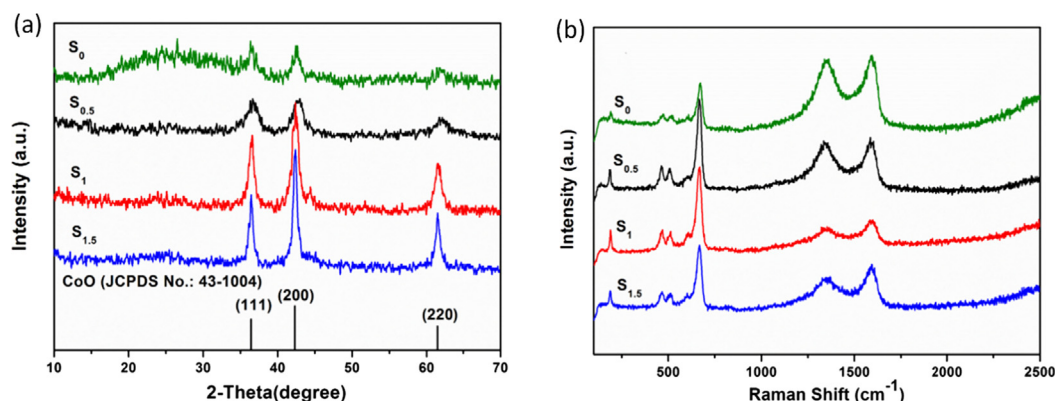 (a)
S0
S0.5
S1
S1.5
CoO (JCPDS No.: 43-1004)
(111)
(200)
(220)
Intensity (a.u.)
10 20 30 40 50 60 70
2-Theta(degree)
(b)
S0
S0.5
S1
S1.5
Intensity (a.u.)
500 1000 1500 2000 2500
Raman Shift (cm-1)